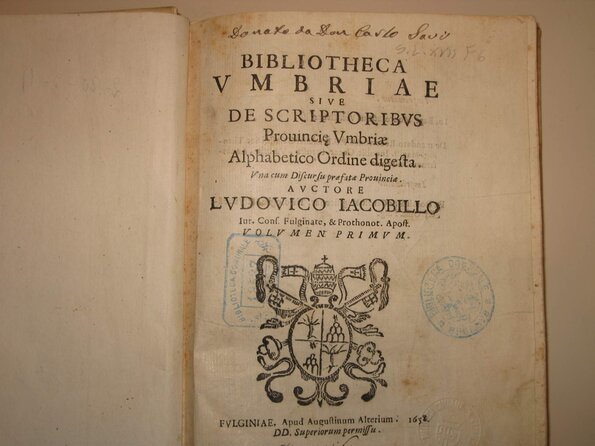 Donato da Don Carlo Savi
BIBLIOTHECA
VMBRIAE
SIVE
DE SCRIPTORIBVS
Prouincię Vmbriæ
Alphabetico Ordine digesta.
Vna cum Discursu præfatæ Prouinciæ.
AVCTORE
LVDOVICO IACOBILLO
Iur. Cons. Fulginate, & Prothonot. Apost.
VOLVMEN PRIMVM.
FVLGINIAE, Apud Augustinum Alterium. 1658.
DD. Superiorum permissu.